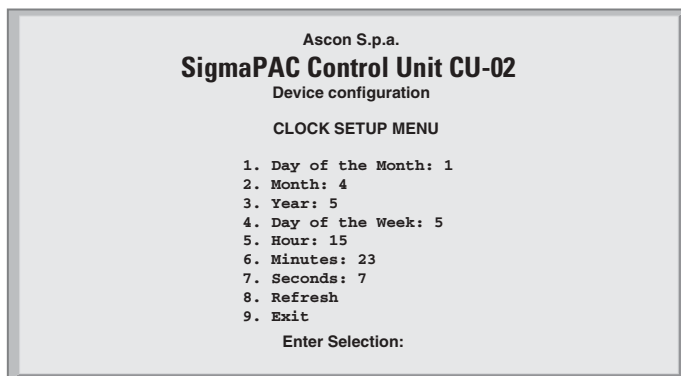 Ascon S.p.a.
SigmaPAC Control Unit CU-02
Device configuration
CLOCK SETUP MENU
1. Day of the Month: 1
2. Month: 4
3. Year: 5
4. Day of the Week: 5
5. Hour: 15
6. Minutes: 23
7. Seconds: 7
8. Refresh
9. Exit
Enter Selection: